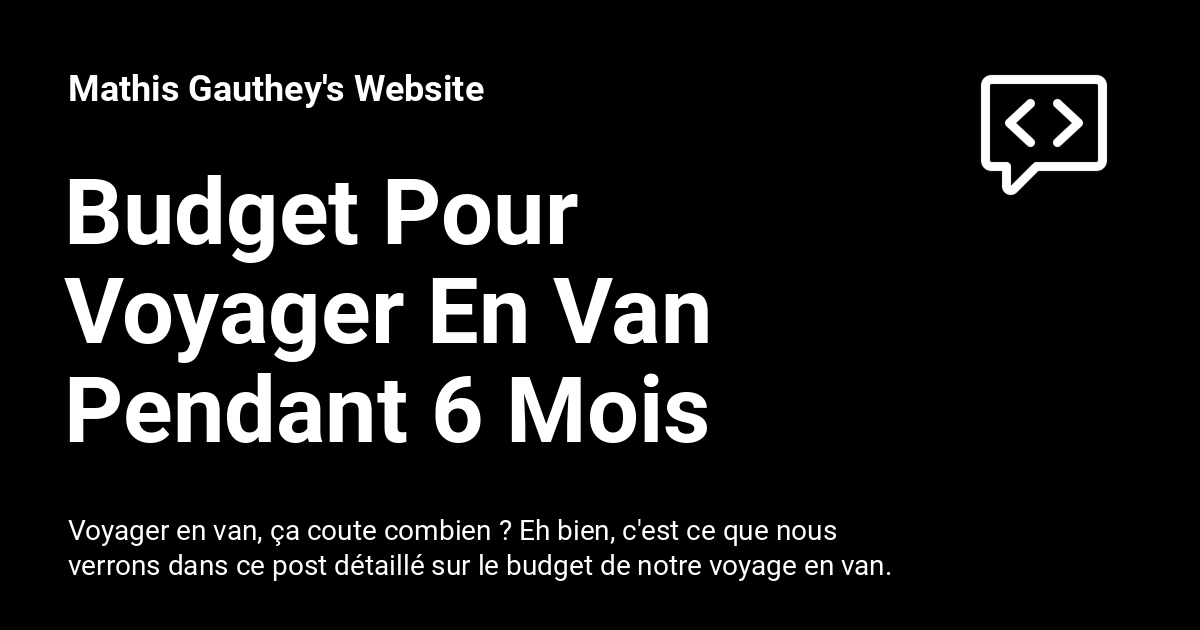 Mathis Gauthey's Website
Budget Pour
Voyager En Van
Pendant 6 Mois
Voyager en van, ça coute combien ? Eh bien, c'est ce que nous
verrons dans ce post détaillé sur le budget de notre voyage en van.